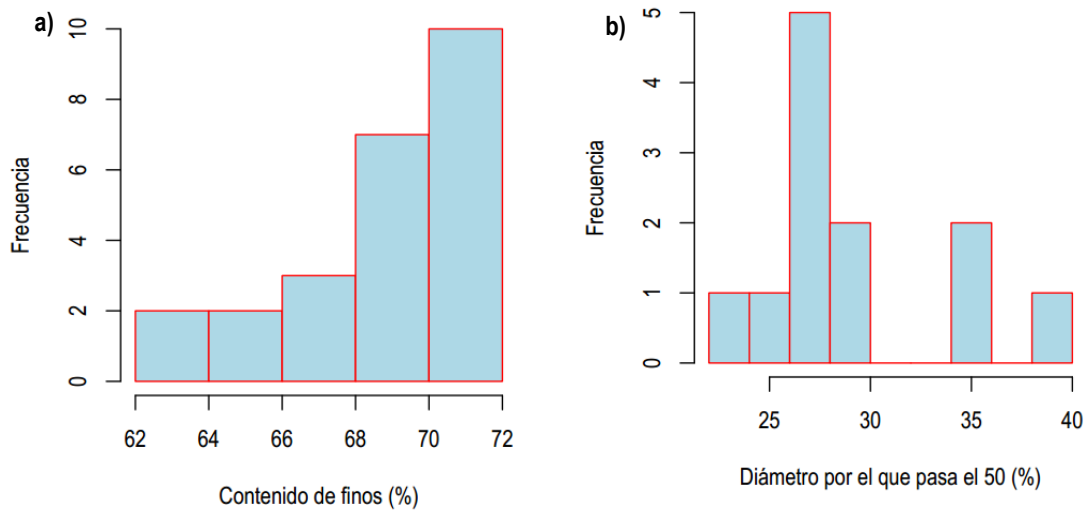 a)
10
8
6
4
2
0
Frecuencia
62 64 66 68 70 72
Contenido de finos (%)
b)
5
4
3
2
1
0
Frecuencia
25 30 35 40
Diámetro por el que pasa el 50 (%)